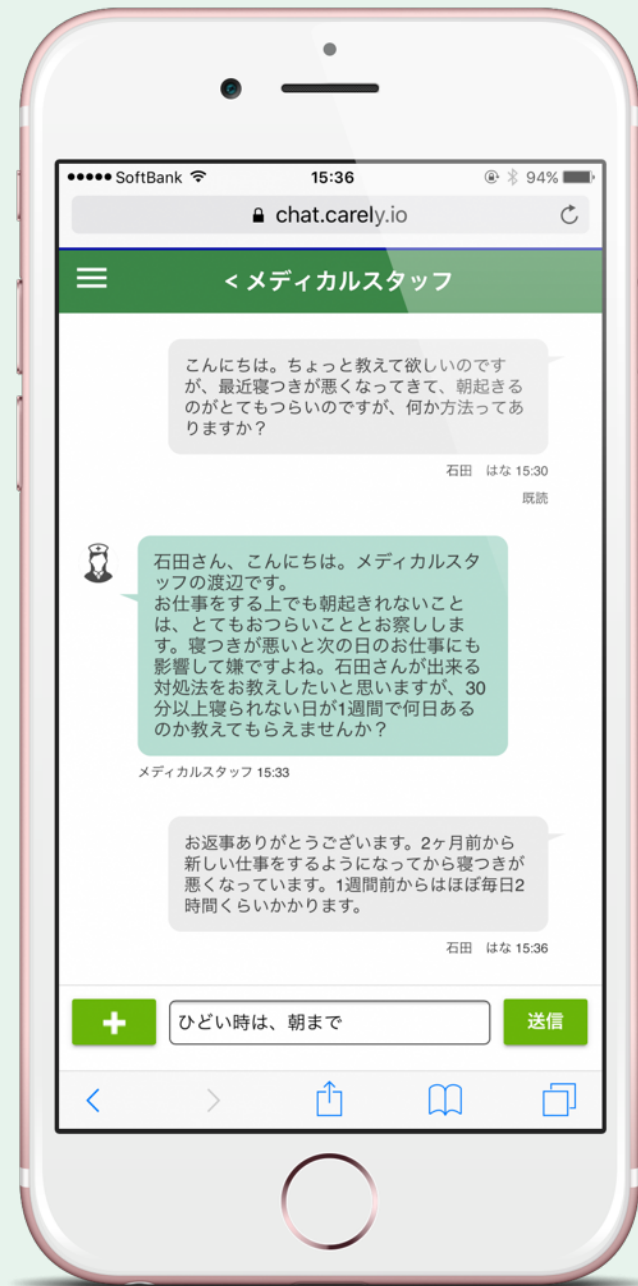 SoftBank 15:36 94%
chat.carely.io
< メディカルスタッフ
こんにちは。ちょっと教えて欲しいのです
が、最近寝つきが悪くなってきて、朝起きる
のがとてもつらいのですが、何か方法ってあ
りますか？
石田　はな 15:30
既読
石田さん、こんにちは。メディカルスタ
ッフの渡辺です。
お仕事をする上でも朝起きれないこと
は、とてもおつらいこととお察ししま
す。寝つきが悪いと次の日のお仕事にも
影響して嫌ですよね。石田さんが出来る
対処法をお教えしたいと思いますが、30
分以上寝られない日が1週間で何日ある
のか教えてもらえませんか？
メディカルスタッフ 15:33
お返事ありがとうございます。2ヶ月前から
新しい仕事をするようになってから寝つきが
悪くなっています。1週間前からはほぼ毎日2
時間くらいかかります。
石田　はな 15:36
ひどい時は、朝まで
送信